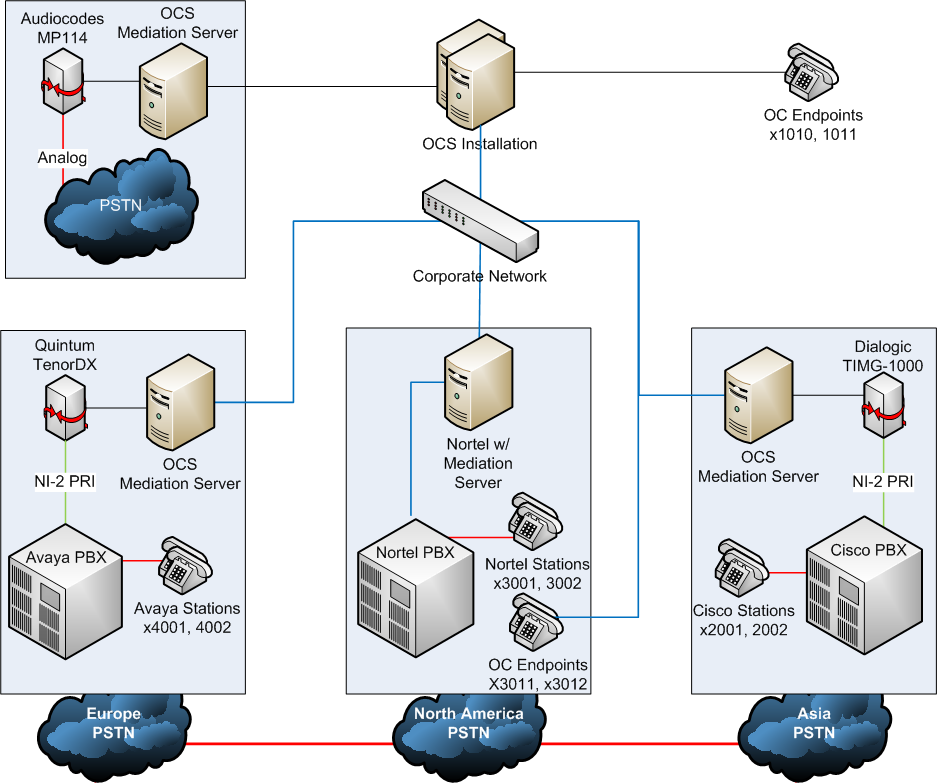 Audiocodes
MP114
OCS
Mediation Server
Analog
PSTN
OCS Installation
OC Endpoints
x1010, 1011
Corporate Network
Quintum
TenorDX
OCS
Mediation Server
NI-2 PRI
Avaya PBX
Avaya Stations
x4001, 4002
Nortel w/
Mediation
Server
Nortel PBX
Nortel Stations
x3001, 3002
OC Endpoints
X3011, x3012
Dialogic
TIMG-1000
OCS
Mediation Server
NI-2 PRI
Cisco PBX
Cisco Stations
x2001, 2002
Europe
PSTN
North America
PSTN
Asia
PSTN